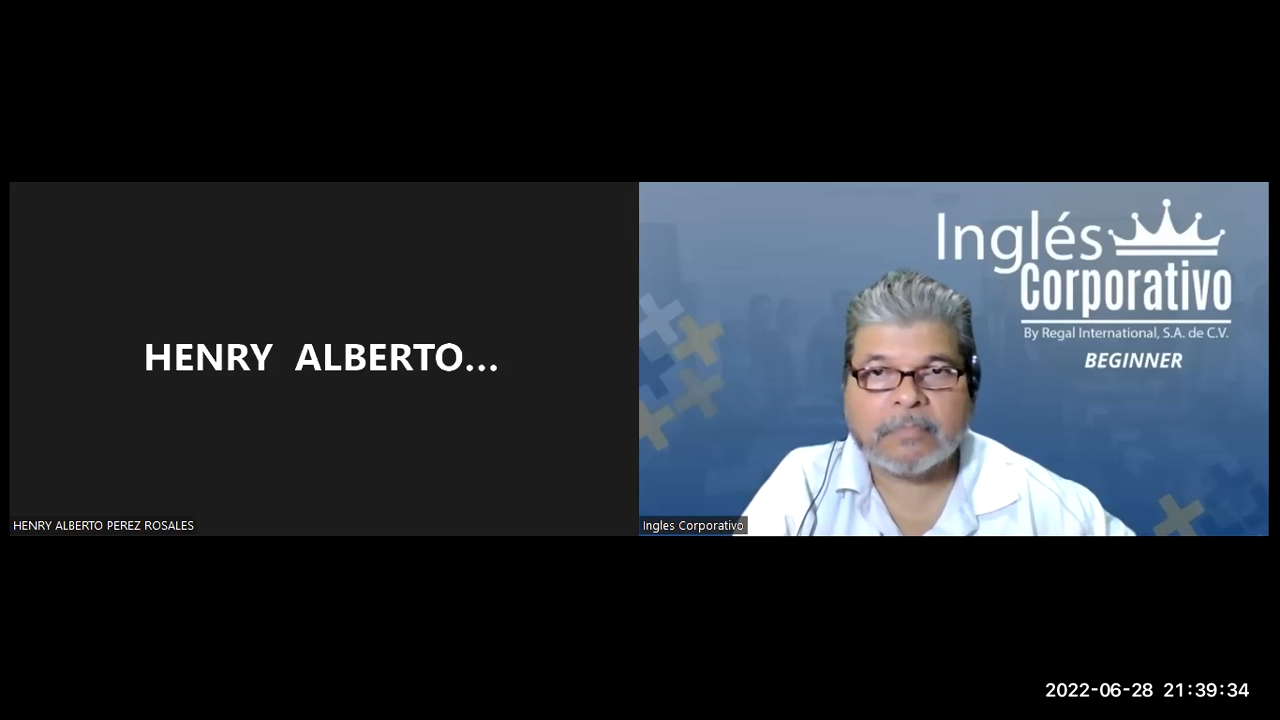 HENRY ALBERTO...
HENRY ALBERTO PEREZ ROSALES
Inglés
Corporativo
By Regal International, S.A. de C.V.
BEGINNER
Ingles Corporativo
2022-06-28 21:39:34